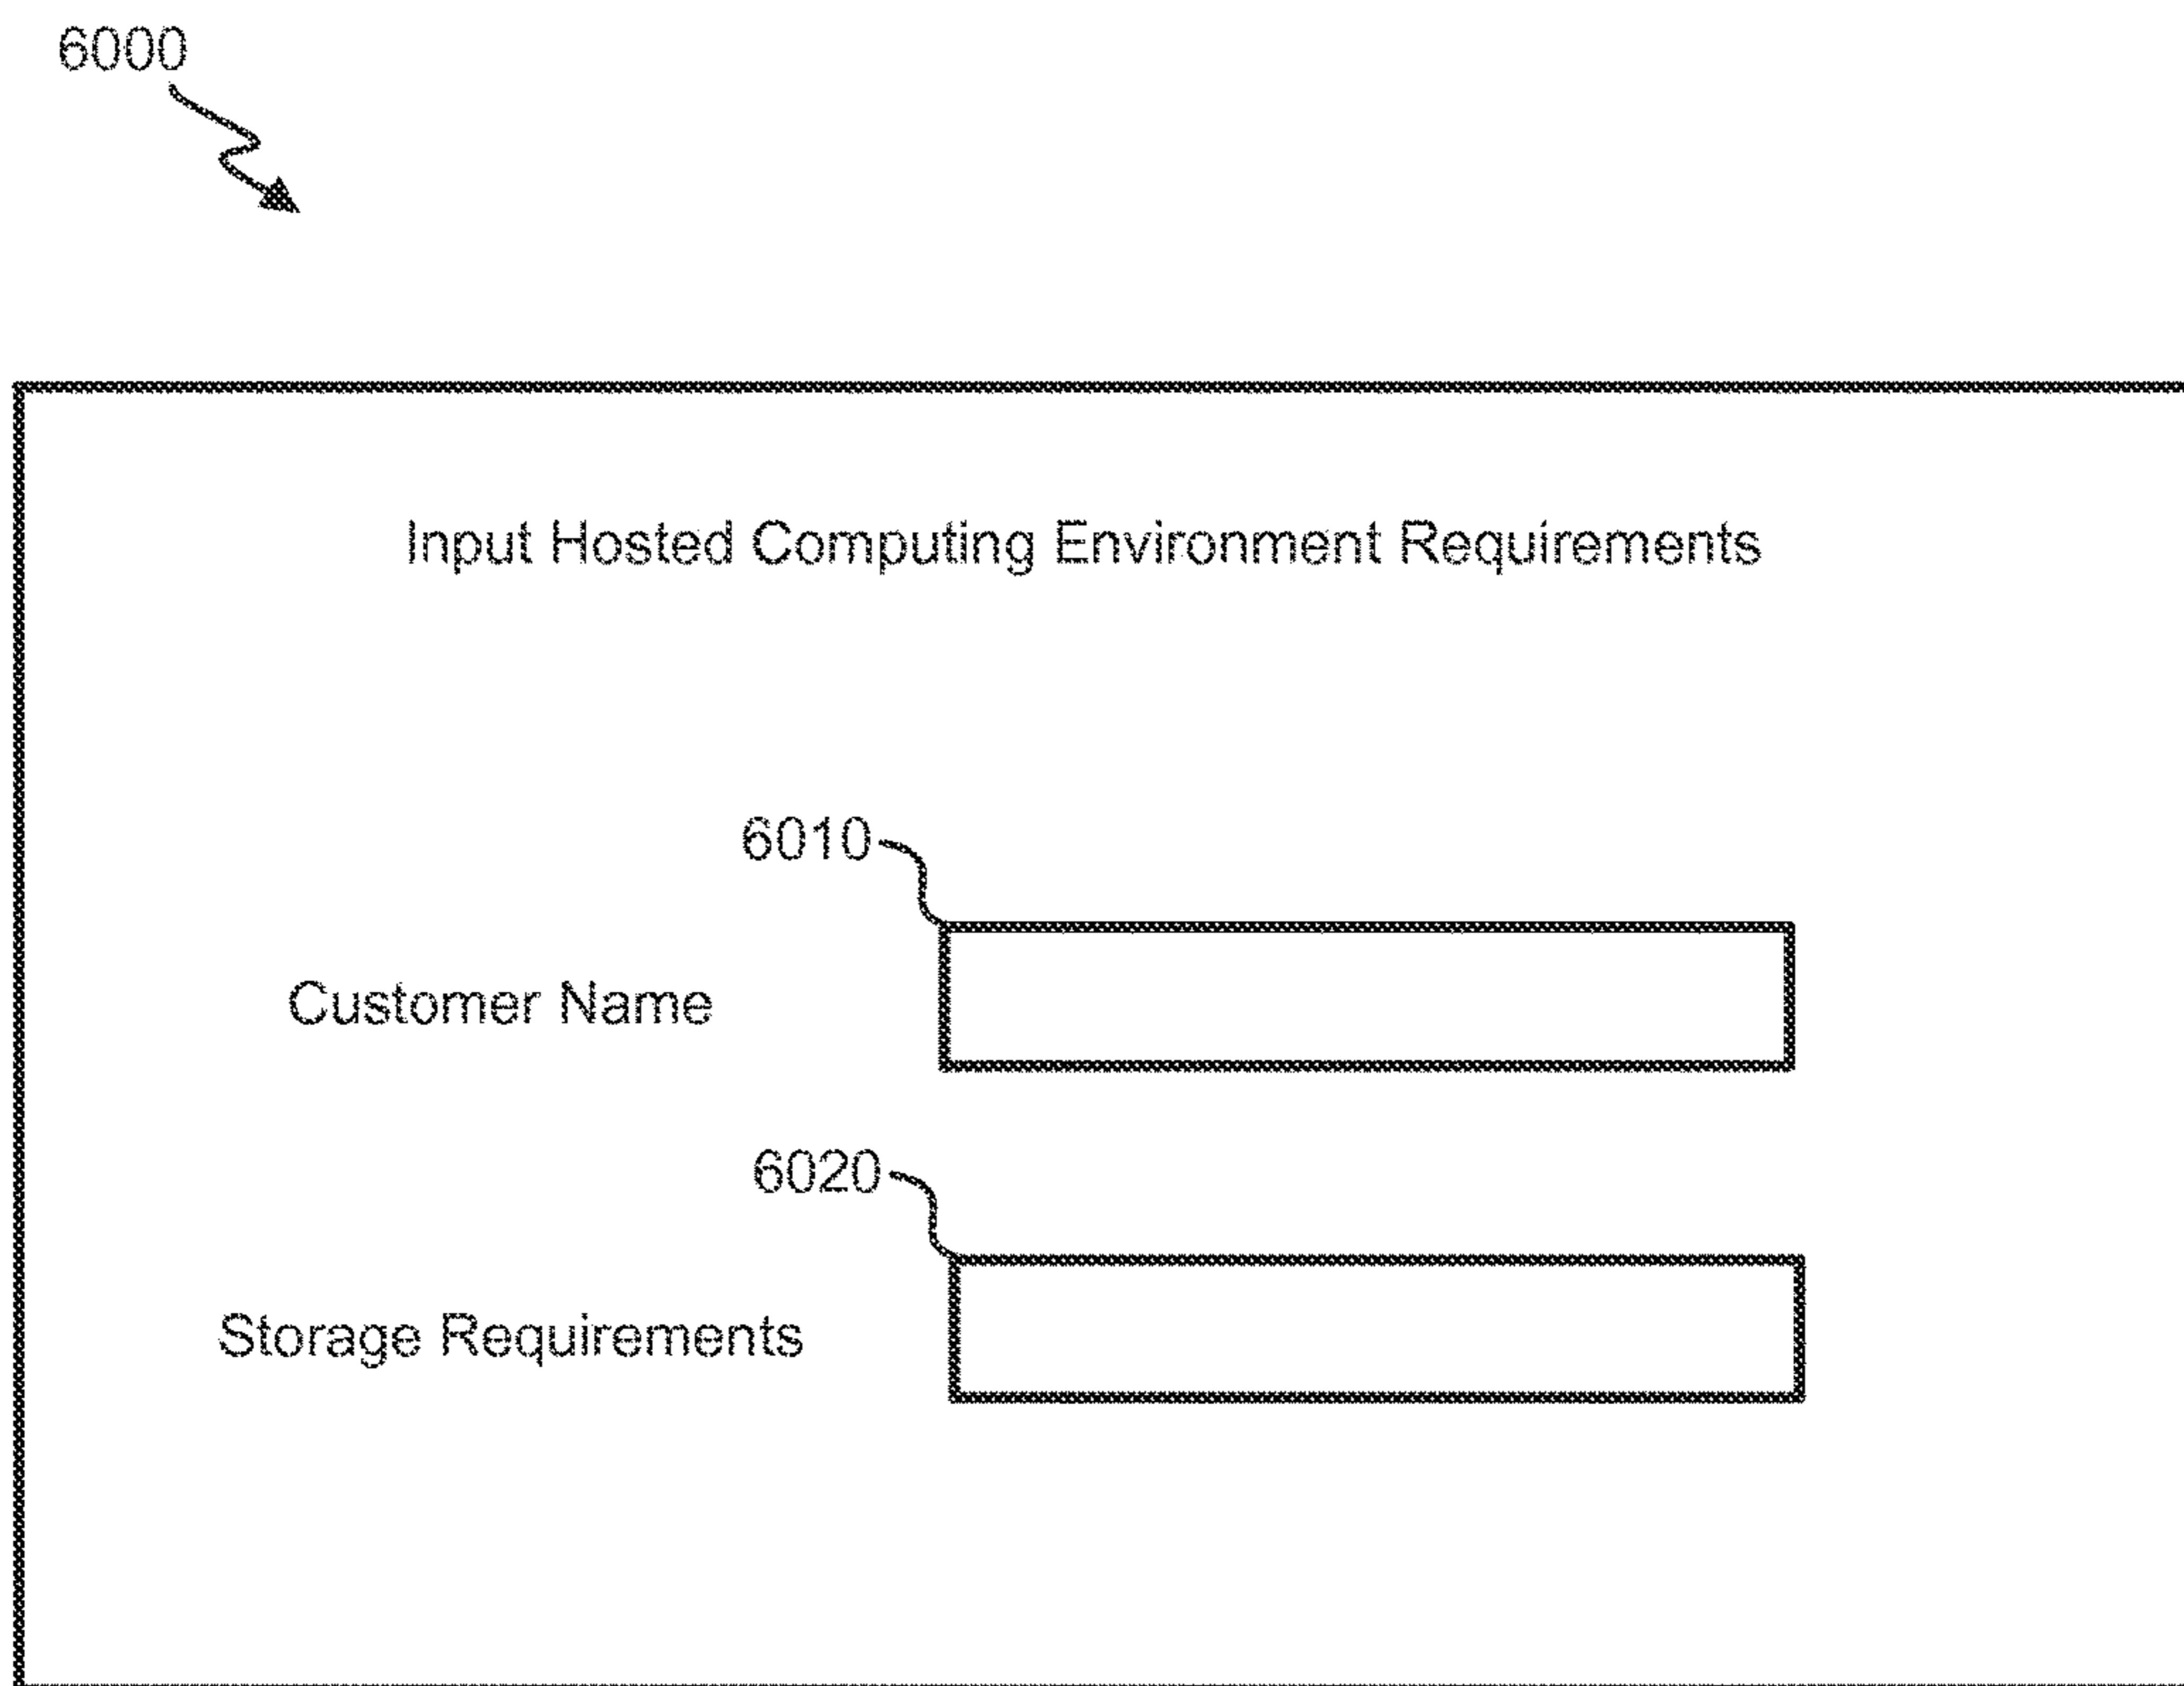 6000
Input Hosted Computing Environment Requirements
6010
Customer Name
6020
Storage Requirements